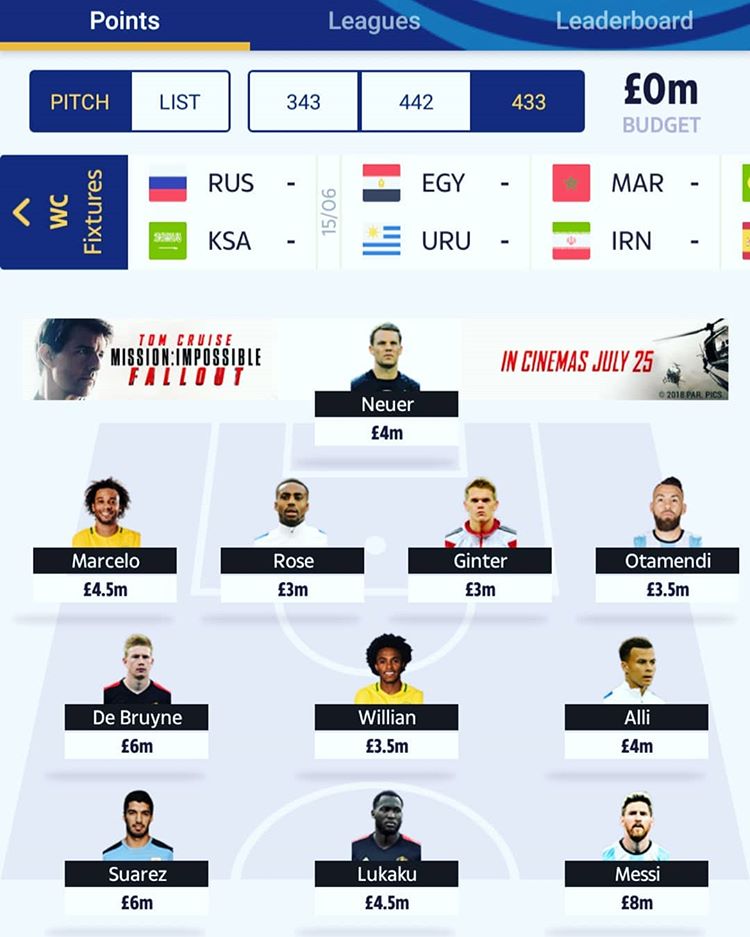 Points Leagues Leaderboard
PITCH LIST 343 442 433 £0m
BUDGET
WC
Fixtures
RUS -
KSA -
15/06
EGY -
URU -
MAR -
IRN -
TOM CRUISE
MISSION:IMPOSSIBLE
FALLOUT
IN CINEMAS JULY 25
© 2018 PAR. PICS.
Neuer
£4m
Marcelo Rose Ginter Otamendi
£4.5m £3m £3m £3.5m
De Bruyne Willian Alli
£6m £3.5m £4m
Suarez Lukaku Messi
£6m £4.5m £8m